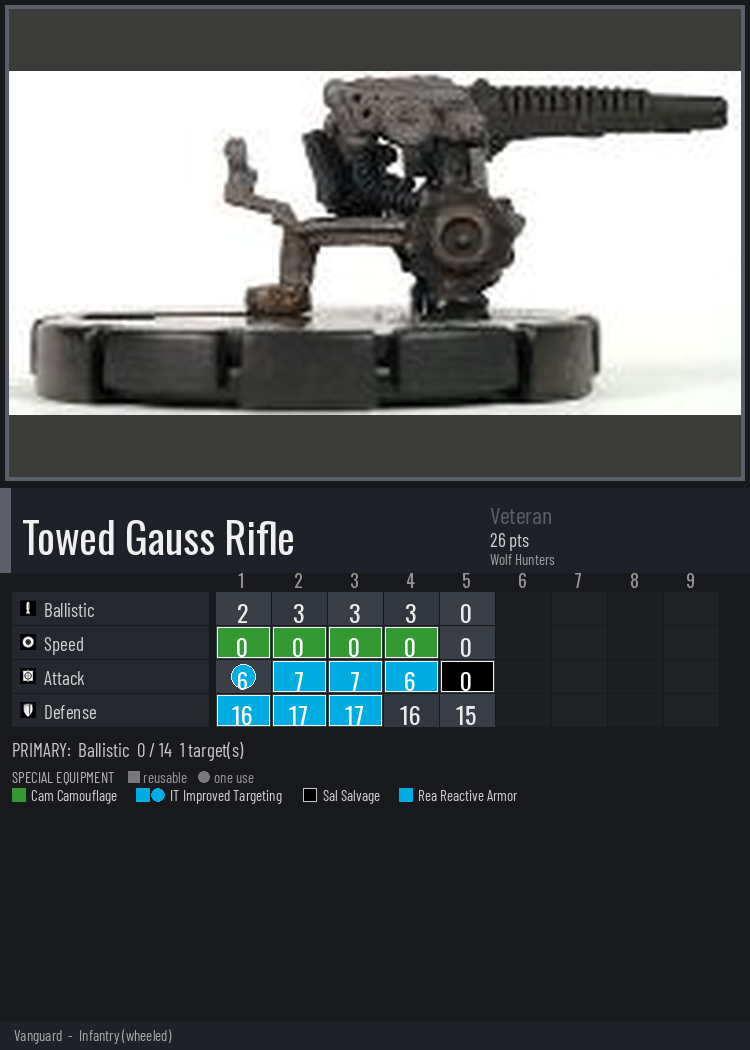 Towed Gauss Rifle
Veteran
26 pts
Wolf Hunters
1 2 3 4 5 6 7 8 9
Ballistic 2 3 3 3 0
Speed 0 0 0 0 0
Attack 6 7 7 6 0
Defense 16 17 17 16 15
PRIMARY: Ballistic 0 / 14 1 target(s)
SPECIAL EQUIPMENT reusable one use
Cam Camouflage IT Improved Targeting Sal Salvage Rea Reactive Armor
Vanguard - Infantry (wheeled)